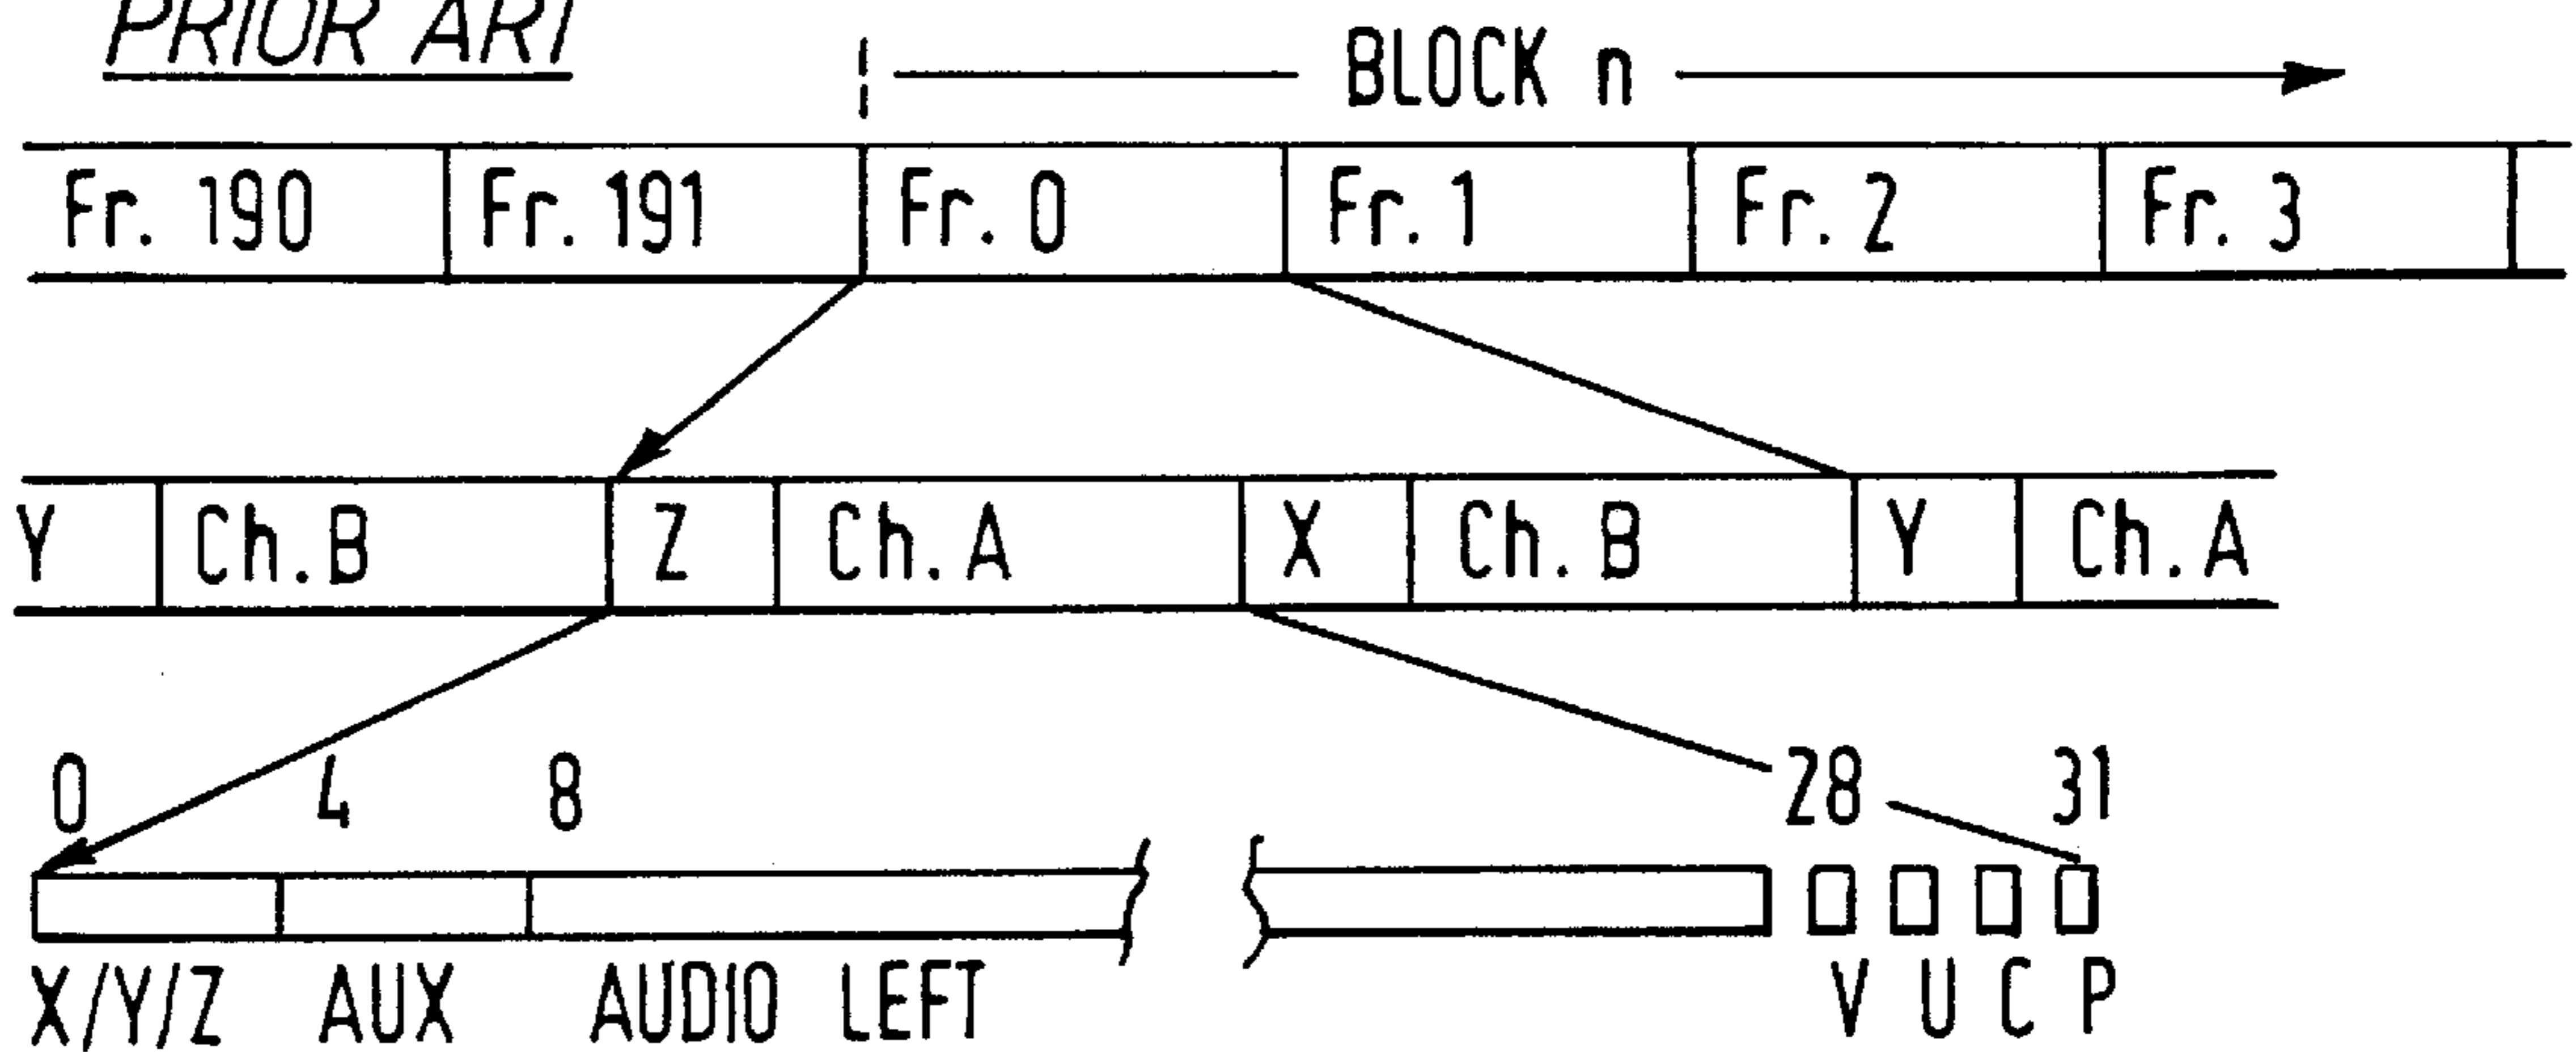 PRIOR ART
BLOCK n
Fr. 190 Fr. 191 Fr. 0 Fr. 1 Fr. 2 Fr. 3
Y Ch. B Z Ch. A X Ch. B Y Ch. A
0 4 8 28 31
X/Y/Z AUX AUDIO LEFT V U C P